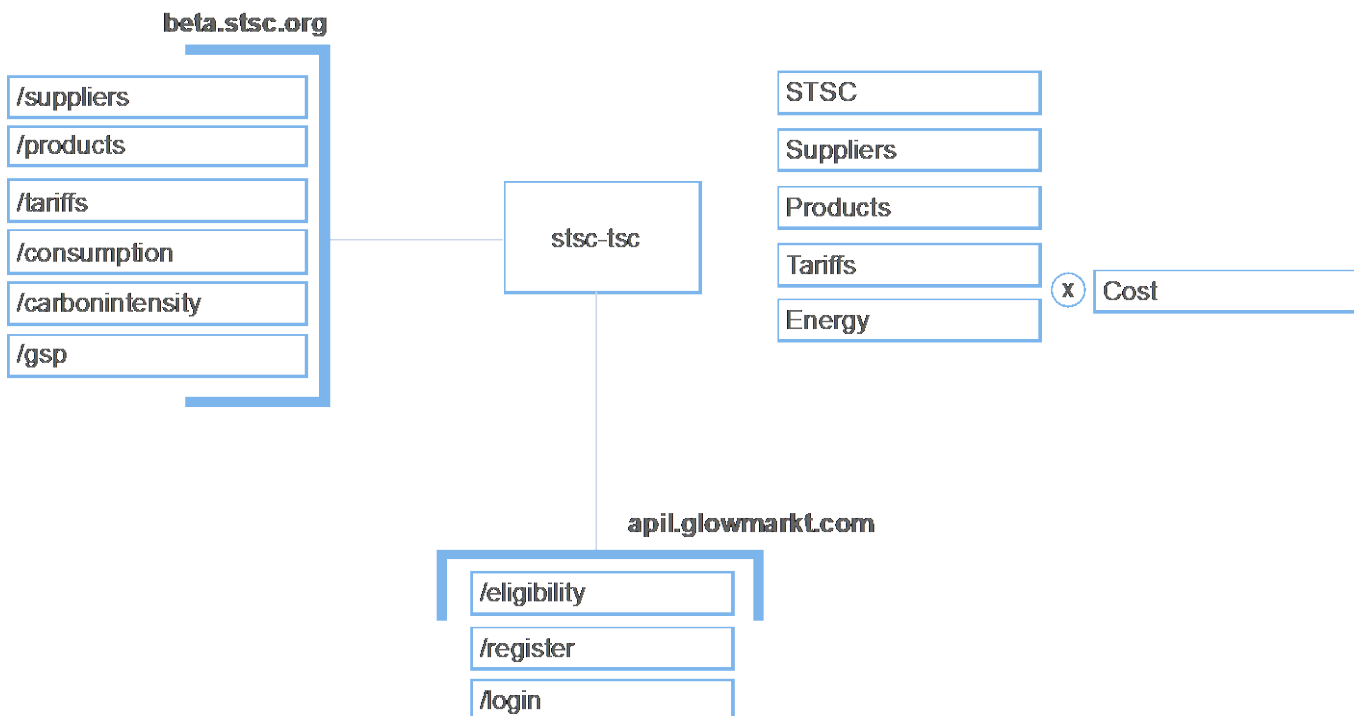 beta.stsc.org
/suppliers
/products
/tariffs
/consumption
/carbonintensity
/gsp
stsc-tsc
STSC
Suppliers
Products
Tariffs
Energy
x
Cost
apil.glowmarkt.com
/eligibility
/register
/login